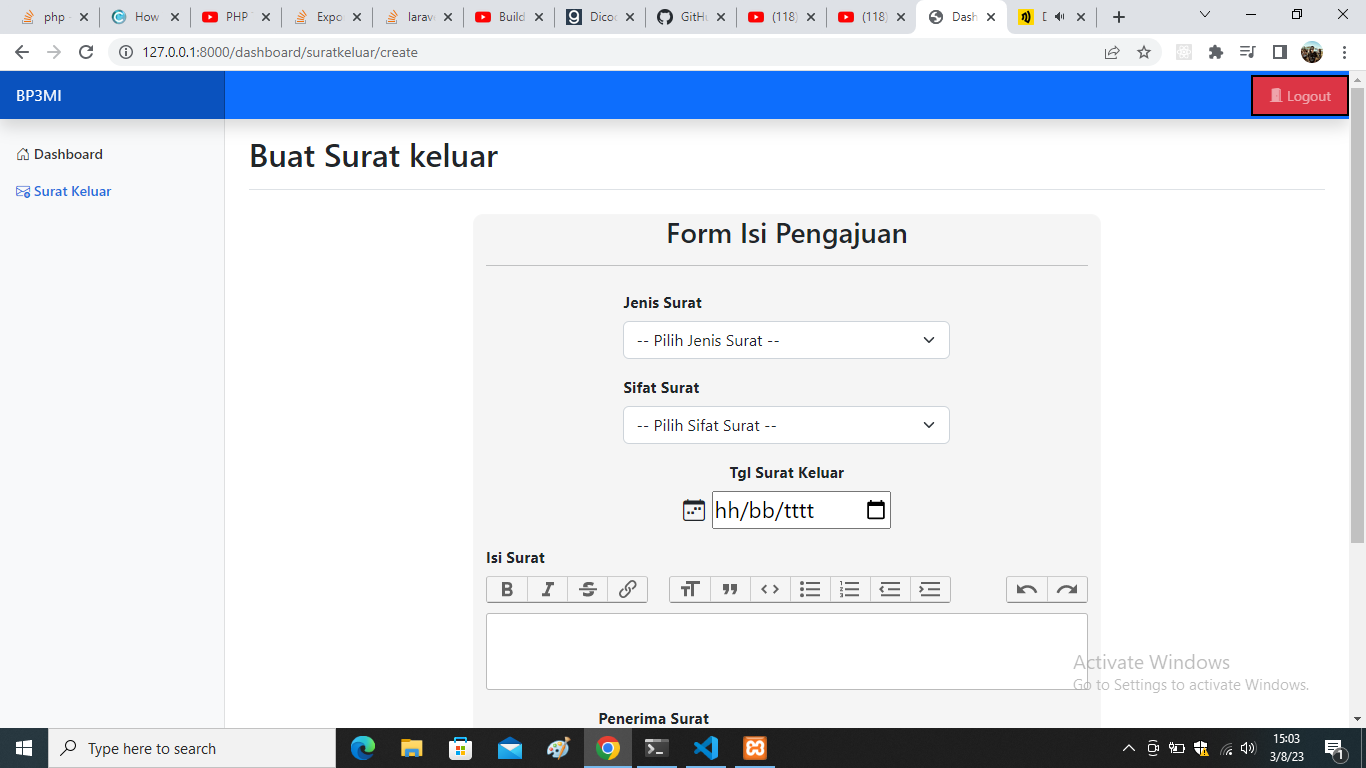 php
How
PHP
Expo
larav
Build
Dicod
GitHu
(118)
(118)
Dash
127.0.0.1:8000/dashboard/suratkeluar/create
BP3MI
Logout
Dashboard
Surat Keluar
Buat Surat keluar
Form Isi Pengajuan
Jenis Surat
-- Pilih Jenis Surat --
Sifat Surat
-- Pilih Sifat Surat --
Tgl Surat Keluar
hh/bb/tttt
Isi Surat
Penerima Surat
Activate Windows
Go to Settings to activate Windows.
Type here to search
15:03
3/8/23
1